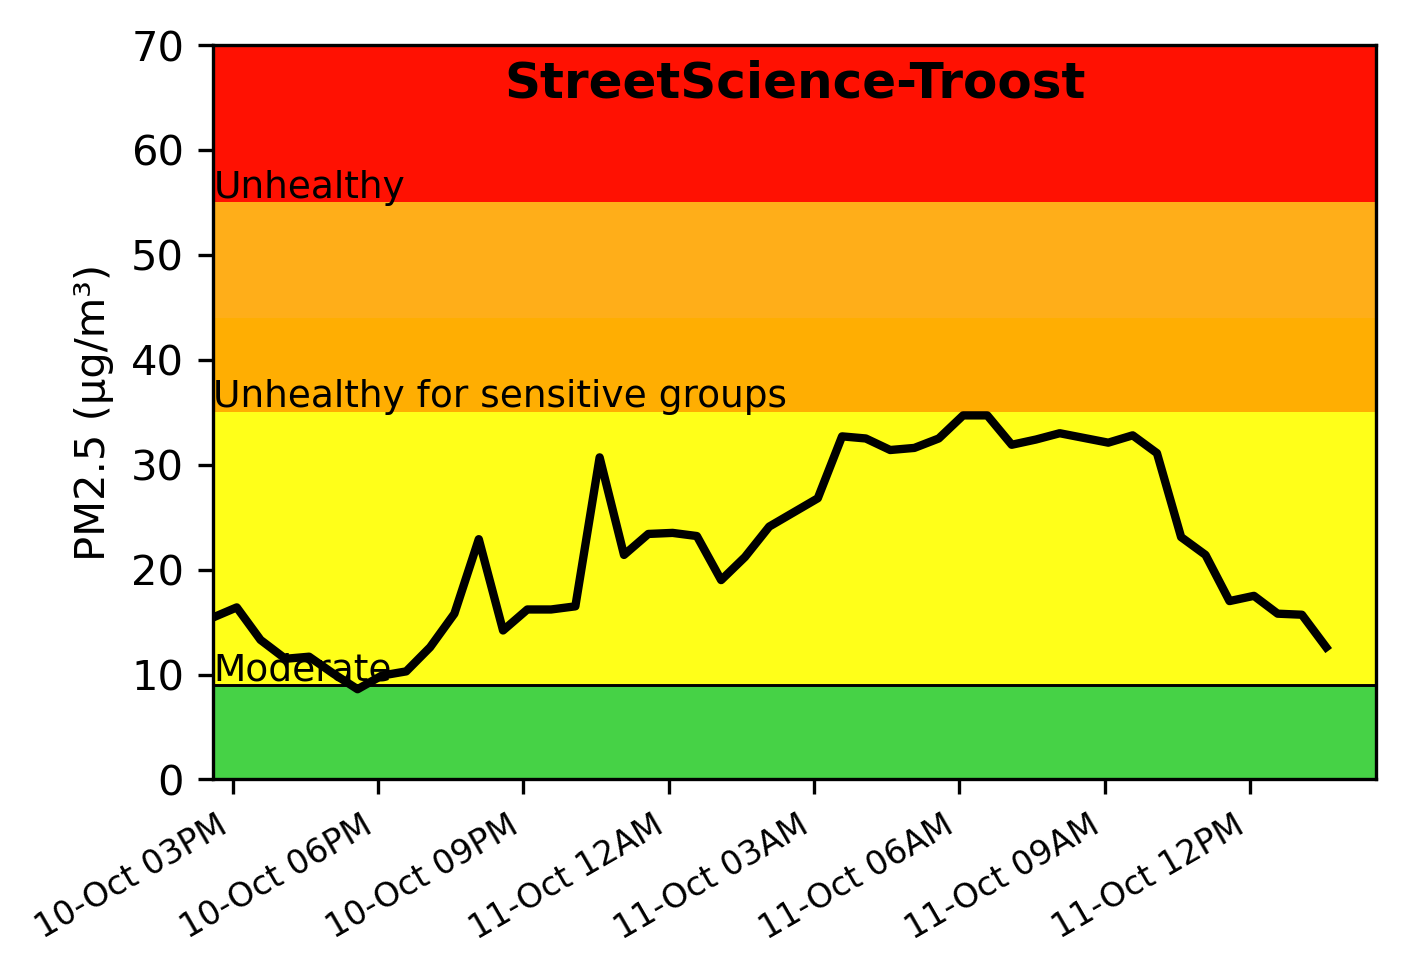 StreetScience-Troost
70
60
50
40
30
20
10
0
PM2.5 (µg/m³)
Unhealthy
Unhealthy for sensitive groups
Moderate
10-Oct 03PM
10-Oct 06PM
10-Oct 09PM
11-Oct 12AM
11-Oct 03AM
11-Oct 06AM
11-Oct 09AM
11-Oct 12PM